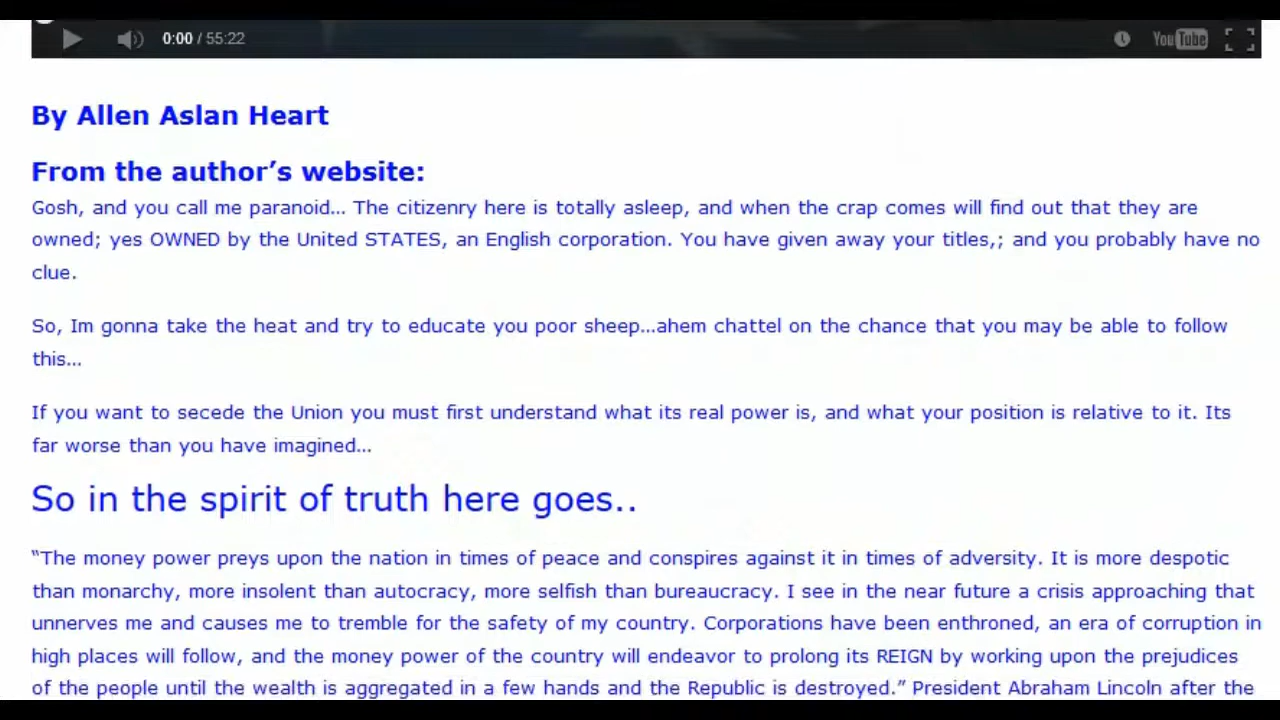 0:00 / 55:22
YouTube
By Allen Aslan Heart
From the author’s website:
Gosh, and you call me paranoid… The citizenry here is totally asleep, and when the crap comes will find out that they are
owned; yes OWNED by the United STATES, an English corporation. You have given away your titles,; and you probably have no
clue.
So, Im gonna take the heat and try to educate you poor sheep…ahem chattel on the chance that you may be able to follow
this…
If you want to secede the Union you must first understand what its real power is, and what your position is relative to it. Its
far worse than you have imagined…
So in the spirit of truth here goes..
“The money power preys upon the nation in times of peace and conspires against it in times of adversity. It is more despotic
than monarchy, more insolent than autocracy, more selfish than bureaucracy. I see in the near future a crisis approaching that
unnerves me and causes me to tremble for the safety of my country. Corporations have been enthroned, an era of corruption in
high places will follow, and the money power of the country will endeavor to prolong its REIGN by working upon the prejudices
of the people until the wealth is aggregated in a few hands and the Republic is destroyed.” President Abraham Lincoln after the